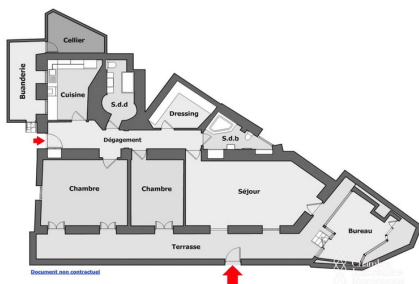 Cellier
Buanderie
Cuisine
S.d.d
Dressing
S.d.b
Dégagement
Chambre
Chambre
Séjour
Bureau
Terrasse
Document non contractuel